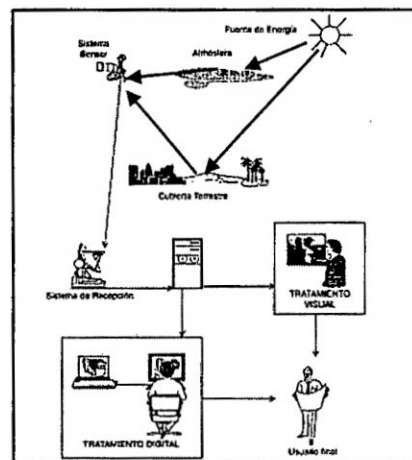 Fuente de Energía
Sistema
Sensor
Atmósfera
Cubierta Terrestre
Sistema de Recepción
TRATAMIENTO
VISUAL
TRATAMIENTO DIGITAL
Usuario final